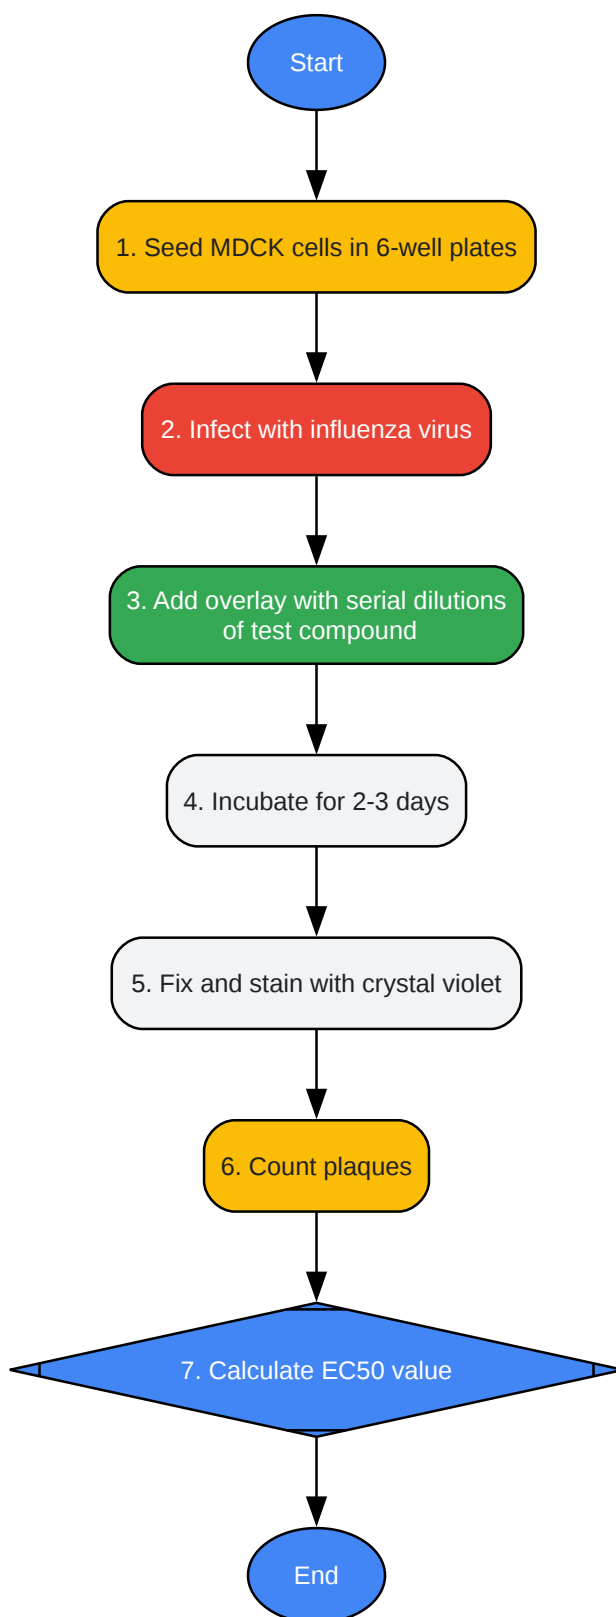 Start
1. Seed MDCK cells in 6-well plates
2. Infect with influenza virus
3. Add overlay with serial dilutions
of test compound
4. Incubate for 2-3 days
5. Fix and stain with crystal violet
6. Count plaques
7. Calculate EC50 value
End